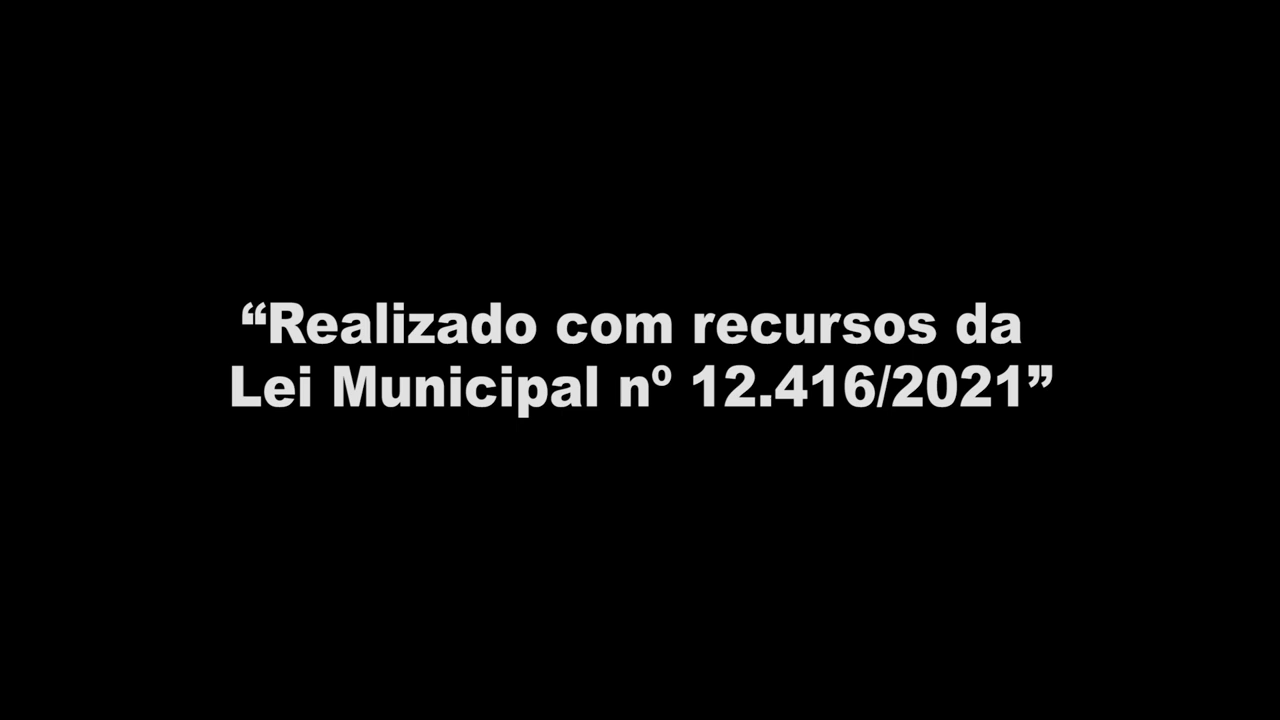 “Realizado com recursos da
Lei Municipal nº 12.416/2021”